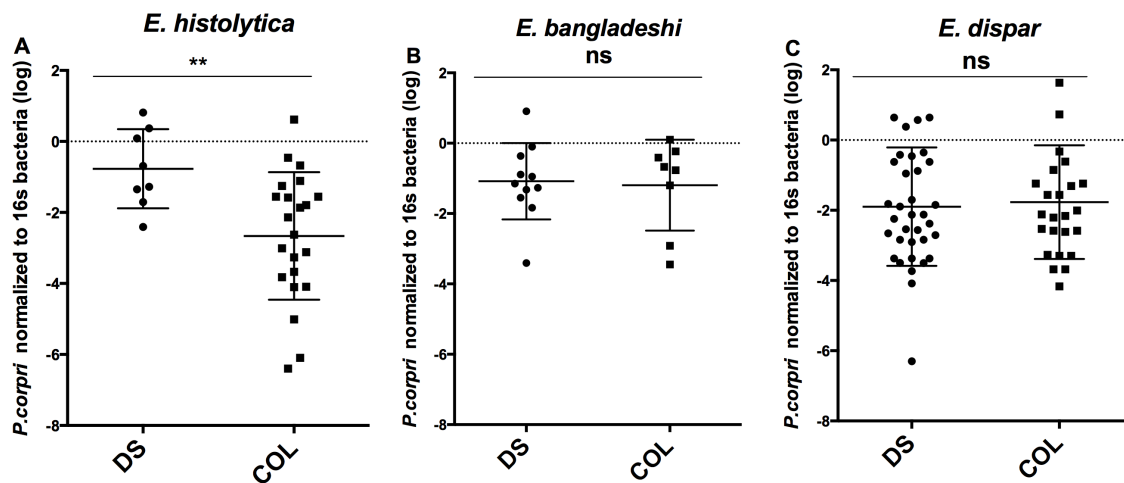 E. histolytica
A
**
P.corpri normalized to 16s bacteria (log)
2
0
-2
-4
-6
-8
DS
COL
E. bangladeshi
B
ns
P.corpri normalized to 16s bacteria (log)
2
0
-2
-4
-6
-8
DS
COL
E. dispar
C
ns
P.corpri normalized to 16s bacteria (log)
2
0
-2
-4
-6
-8
DS
COL